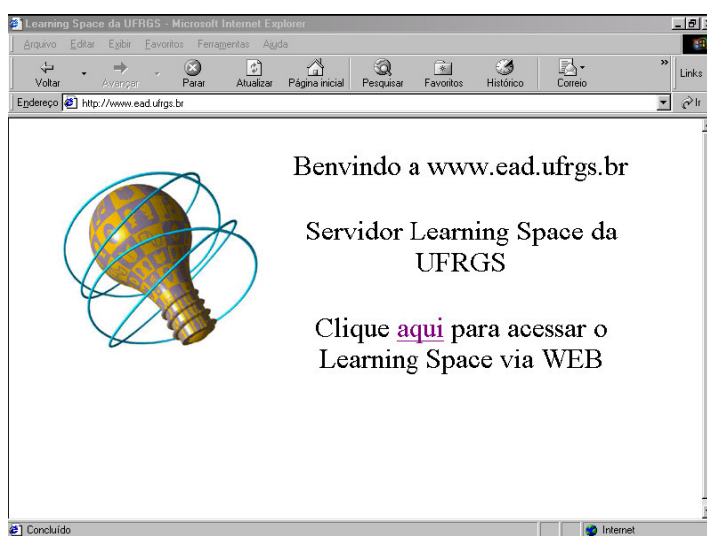 Learning Space da UFRGS - Microsoft Internet Explorer
Arquivo Editar Exibir Favoritos Ferramentas Ajuda
Voltar Avançar Parar Atualizar Página inicial Pesquisar Favoritos Histórico Correio » Links
Endereço http://www.ead.ufrgs.br Ir
Benvindo a www.ead.ufrgs.br
Servidor Learning Space da
UFRGS
Clique aqui para acessar o
Learning Space via WEB
Concluído Internet